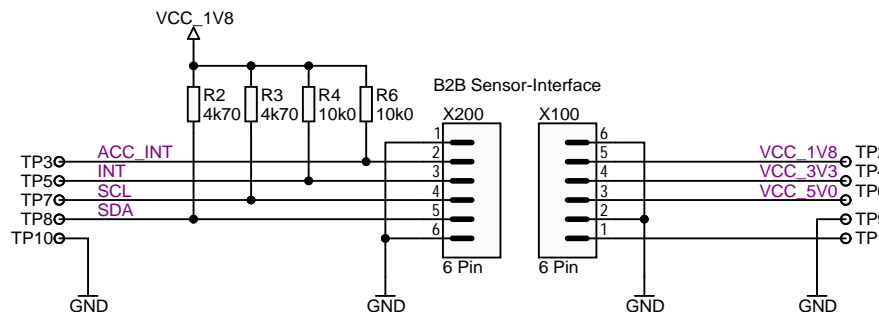 VCC_1V8
R2
4k70
R3
4k70
R4
10k0
R6
10k0
B2B Sensor-Interface
X200
X100
1
2
3
4
5
6
6
5
4
3
2
1
TP3
ACC_INT
TP5
INT
TP7
SCL
TP8
SDA
TP10
VCC_1V8
VCC_3V3
VCC_5V0
6 Pin
6 Pin
GND
GND
GND
GND